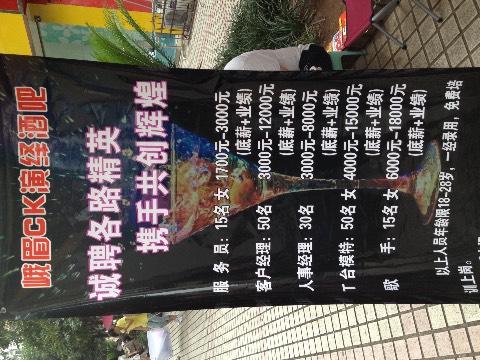 峨眉CK演经酒吧
诚聘各路精英
携手共创辉煌
服 务 员: 15名 女 1700元-3000元
(底薪+业绩)
客户经理: 50名 3000元-12000元
(底薪+业绩)
人事经理: 30名 3000元-8000元
(底薪+业绩)
T台模特: 50名 女 4000元-15000元
(底薪+业绩)
歌 手: 15名 女 6000元-18000元
(底薪+业绩)
以上人员年龄限18-28岁, 一经录用, 免费培
训上岗。